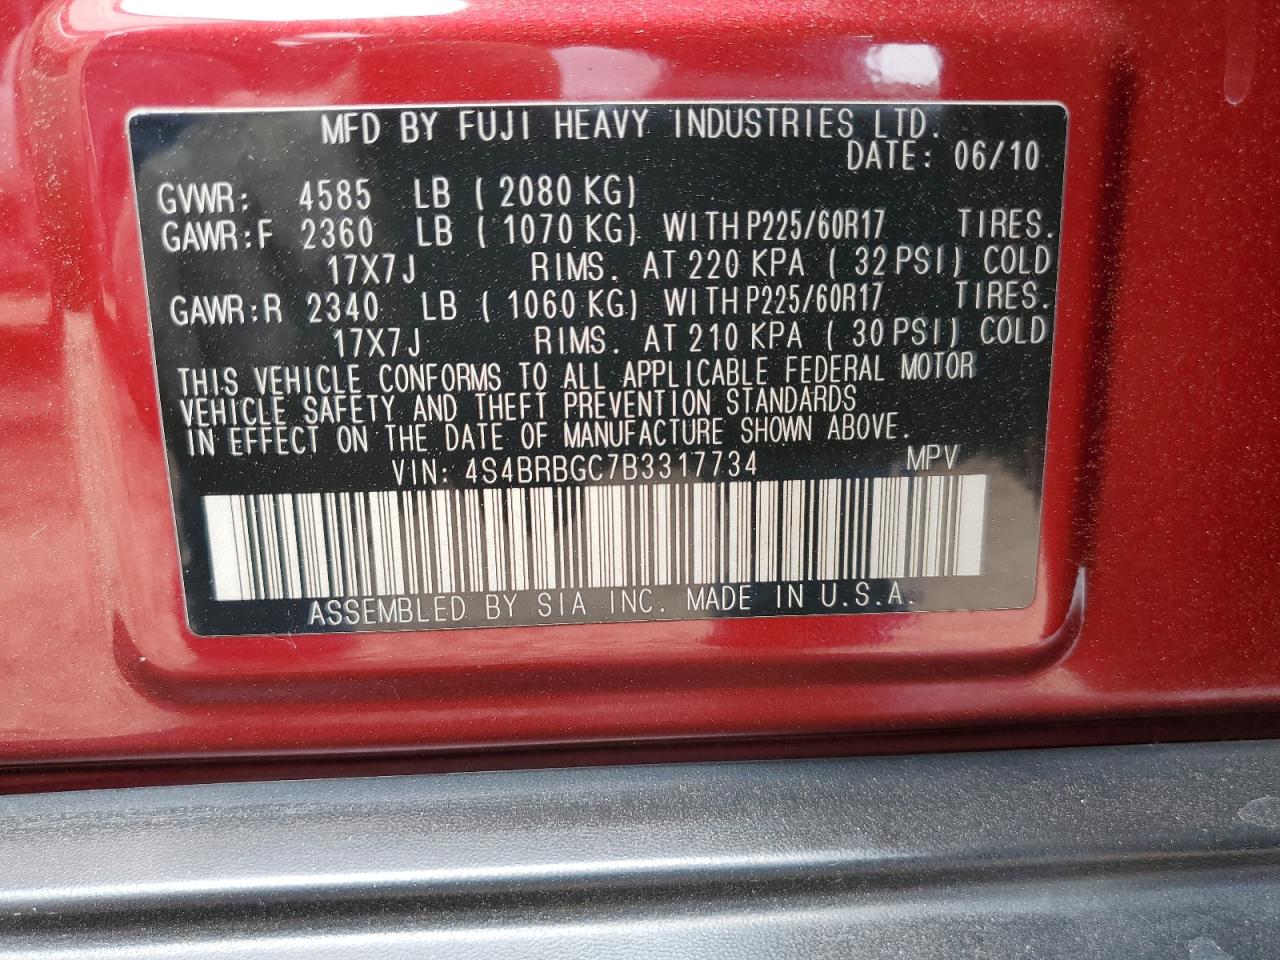 MFD BY FUJI HEAVY INDUSTRIES LTD.
DATE: 06/10
GVWR: 4585 LB ( 2080 KG)
GAWR:F 2360 LB ( 1070 KG) WITH P225/60R17 TIRES.
17X7J RIMS. AT 220 KPA ( 32 PSI) COLD
GAWR:R 2340 LB ( 1060 KG) WITH P225/60R17 TIRES.
17X7J RIMS. AT 210 KPA ( 30 PSI) COLD
THIS VEHICLE CONFORMS TO ALL APPLICABLE FEDERAL MOTOR
VEHICLE SAFETY AND THEFT PREVENTION STANDARDS
IN EFFECT ON THE DATE OF MANUFACTURE SHOWN ABOVE.
VIN: 4S4BRBGC7B3317734 MPV
ASSEMBLED BY SIA INC. MADE IN U.S.A.